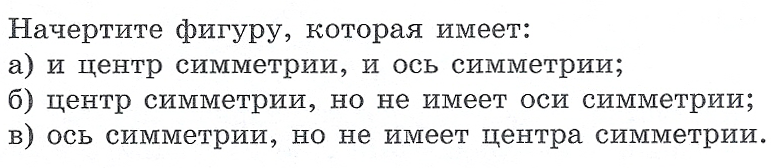 Начертите фигуру, которая имеет:
а) и центр симметрии, и ось симметрии;
б) центр симметрии, но не имеет оси симметрии;
в) ось симметрии, но не имеет центра симметрии.